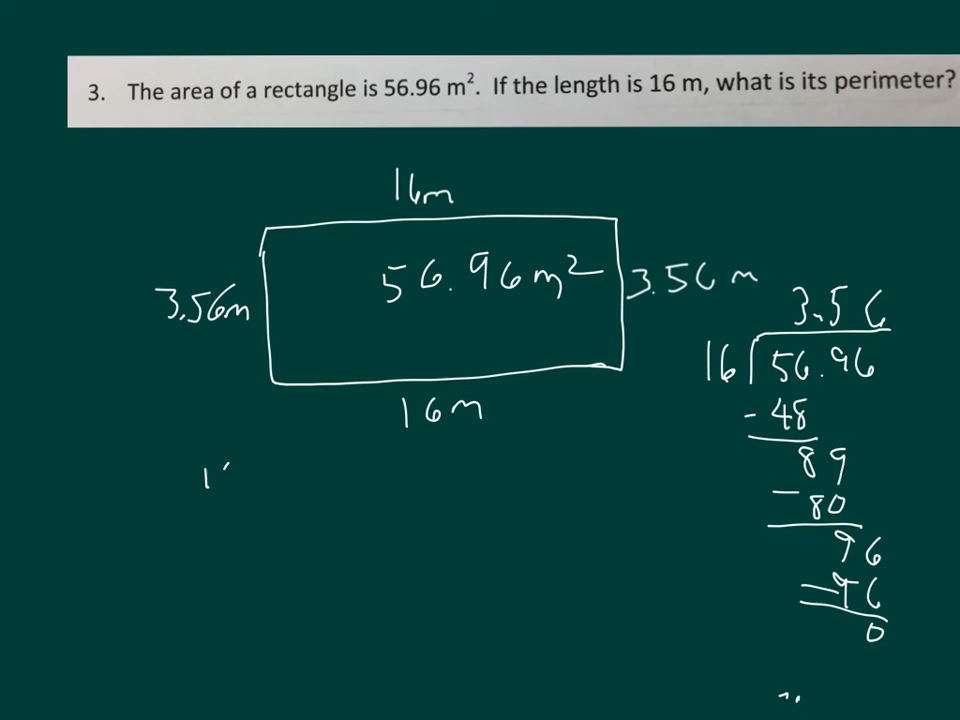 3. The area of a rectangle is 56.96 m². If the length is 16 m, what is its perimeter?
16m
56.96m²
3.56m
3.56 m
16m
3.56
16 56.96
- 48
89
- 80
96
- 96
0